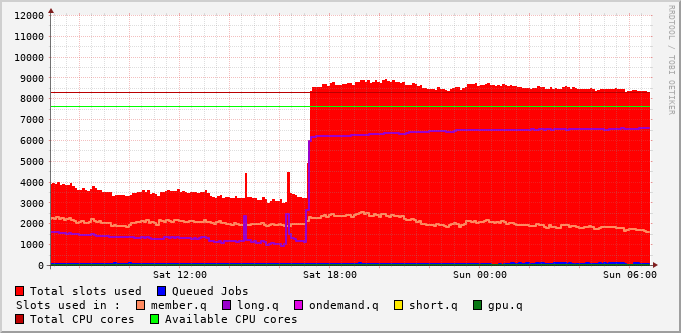 12000
11000
10000
9000
8000
7000
6000
5000
4000
3000
2000
1000
0
Sat 12:00 Sat 18:00 Sun 00:00 Sun 06:00
RRDTOOL / TOBI OETIKER
Total slots used Queued Jobs
Slots used in : member.q long.q ondemand.q short.q gpu.q
Total CPU cores Available CPU cores